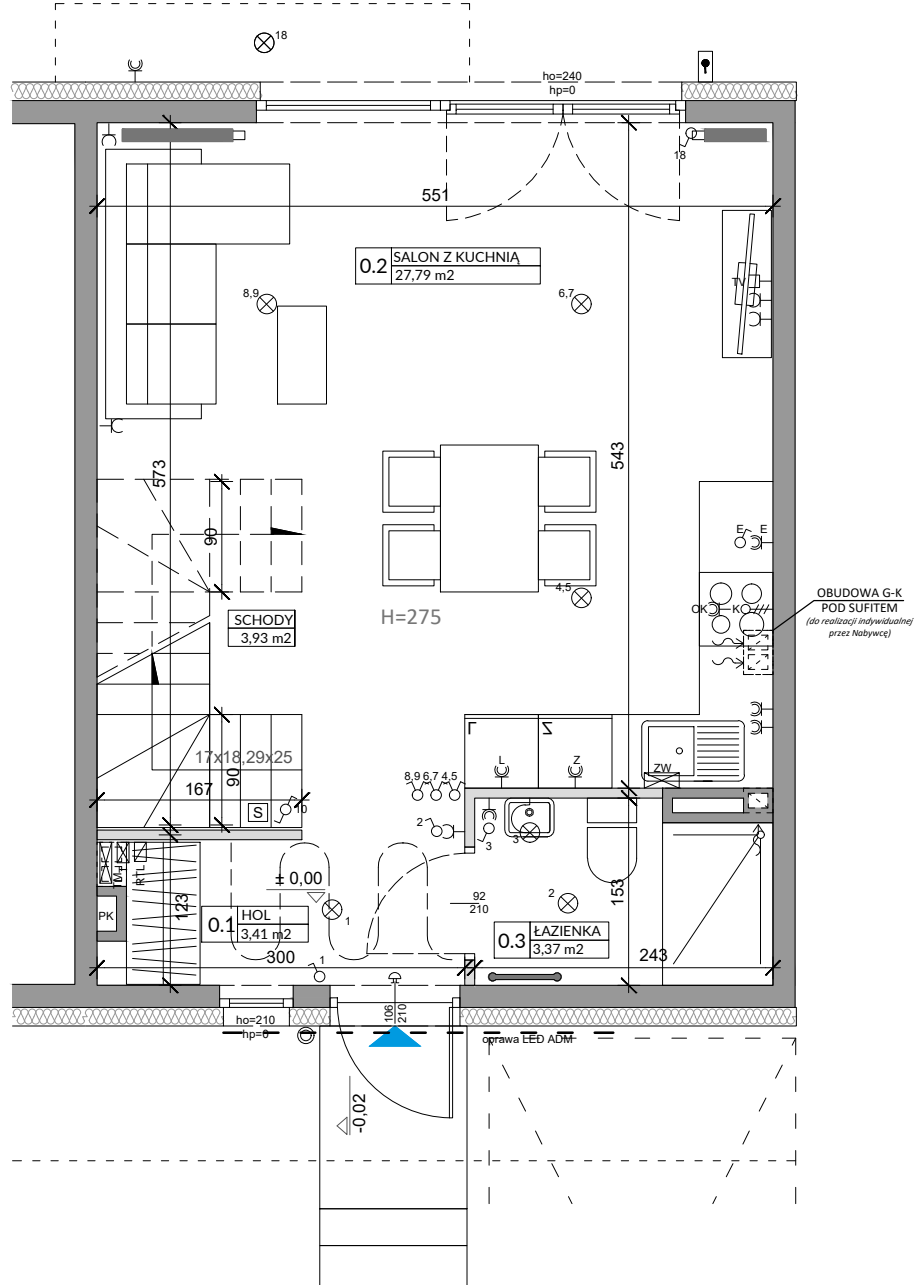 18
ho=240
hp=0
18
551
0.2
SALON Z KUCHNIĄ
27,79 m2
8,9
6,7
TV
573
543
90
E
E
4,5
OK
K
OBUDOWA G-K
POD SUFITEM
(do realizacji indywidualnej
przez Nabywcę)
SCHODY
3,93 m2
H=275
17x18,29x25
167
90
S
10
8,9
6,7
4,5
L
Z
ZW
2
3
3
TM
RTL
PK
123
± 0,00
0.1
HOL
3,41 m2
1
300
1
92
210
2
153
0.3
ŁAZIENKA
3,37 m2
243
ho=210
hp=0
106
210
oprawa LED ADM
-0,02